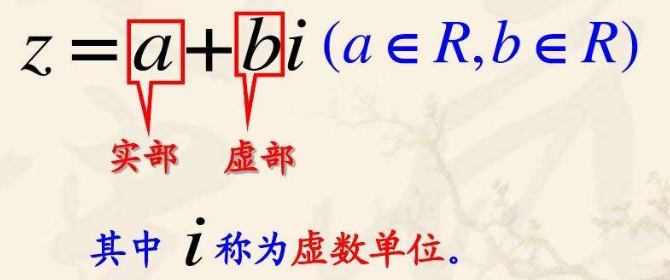 z=a+bi (a∈R,b∈R)
实部 虚部
其中 i 称为虚数单位。